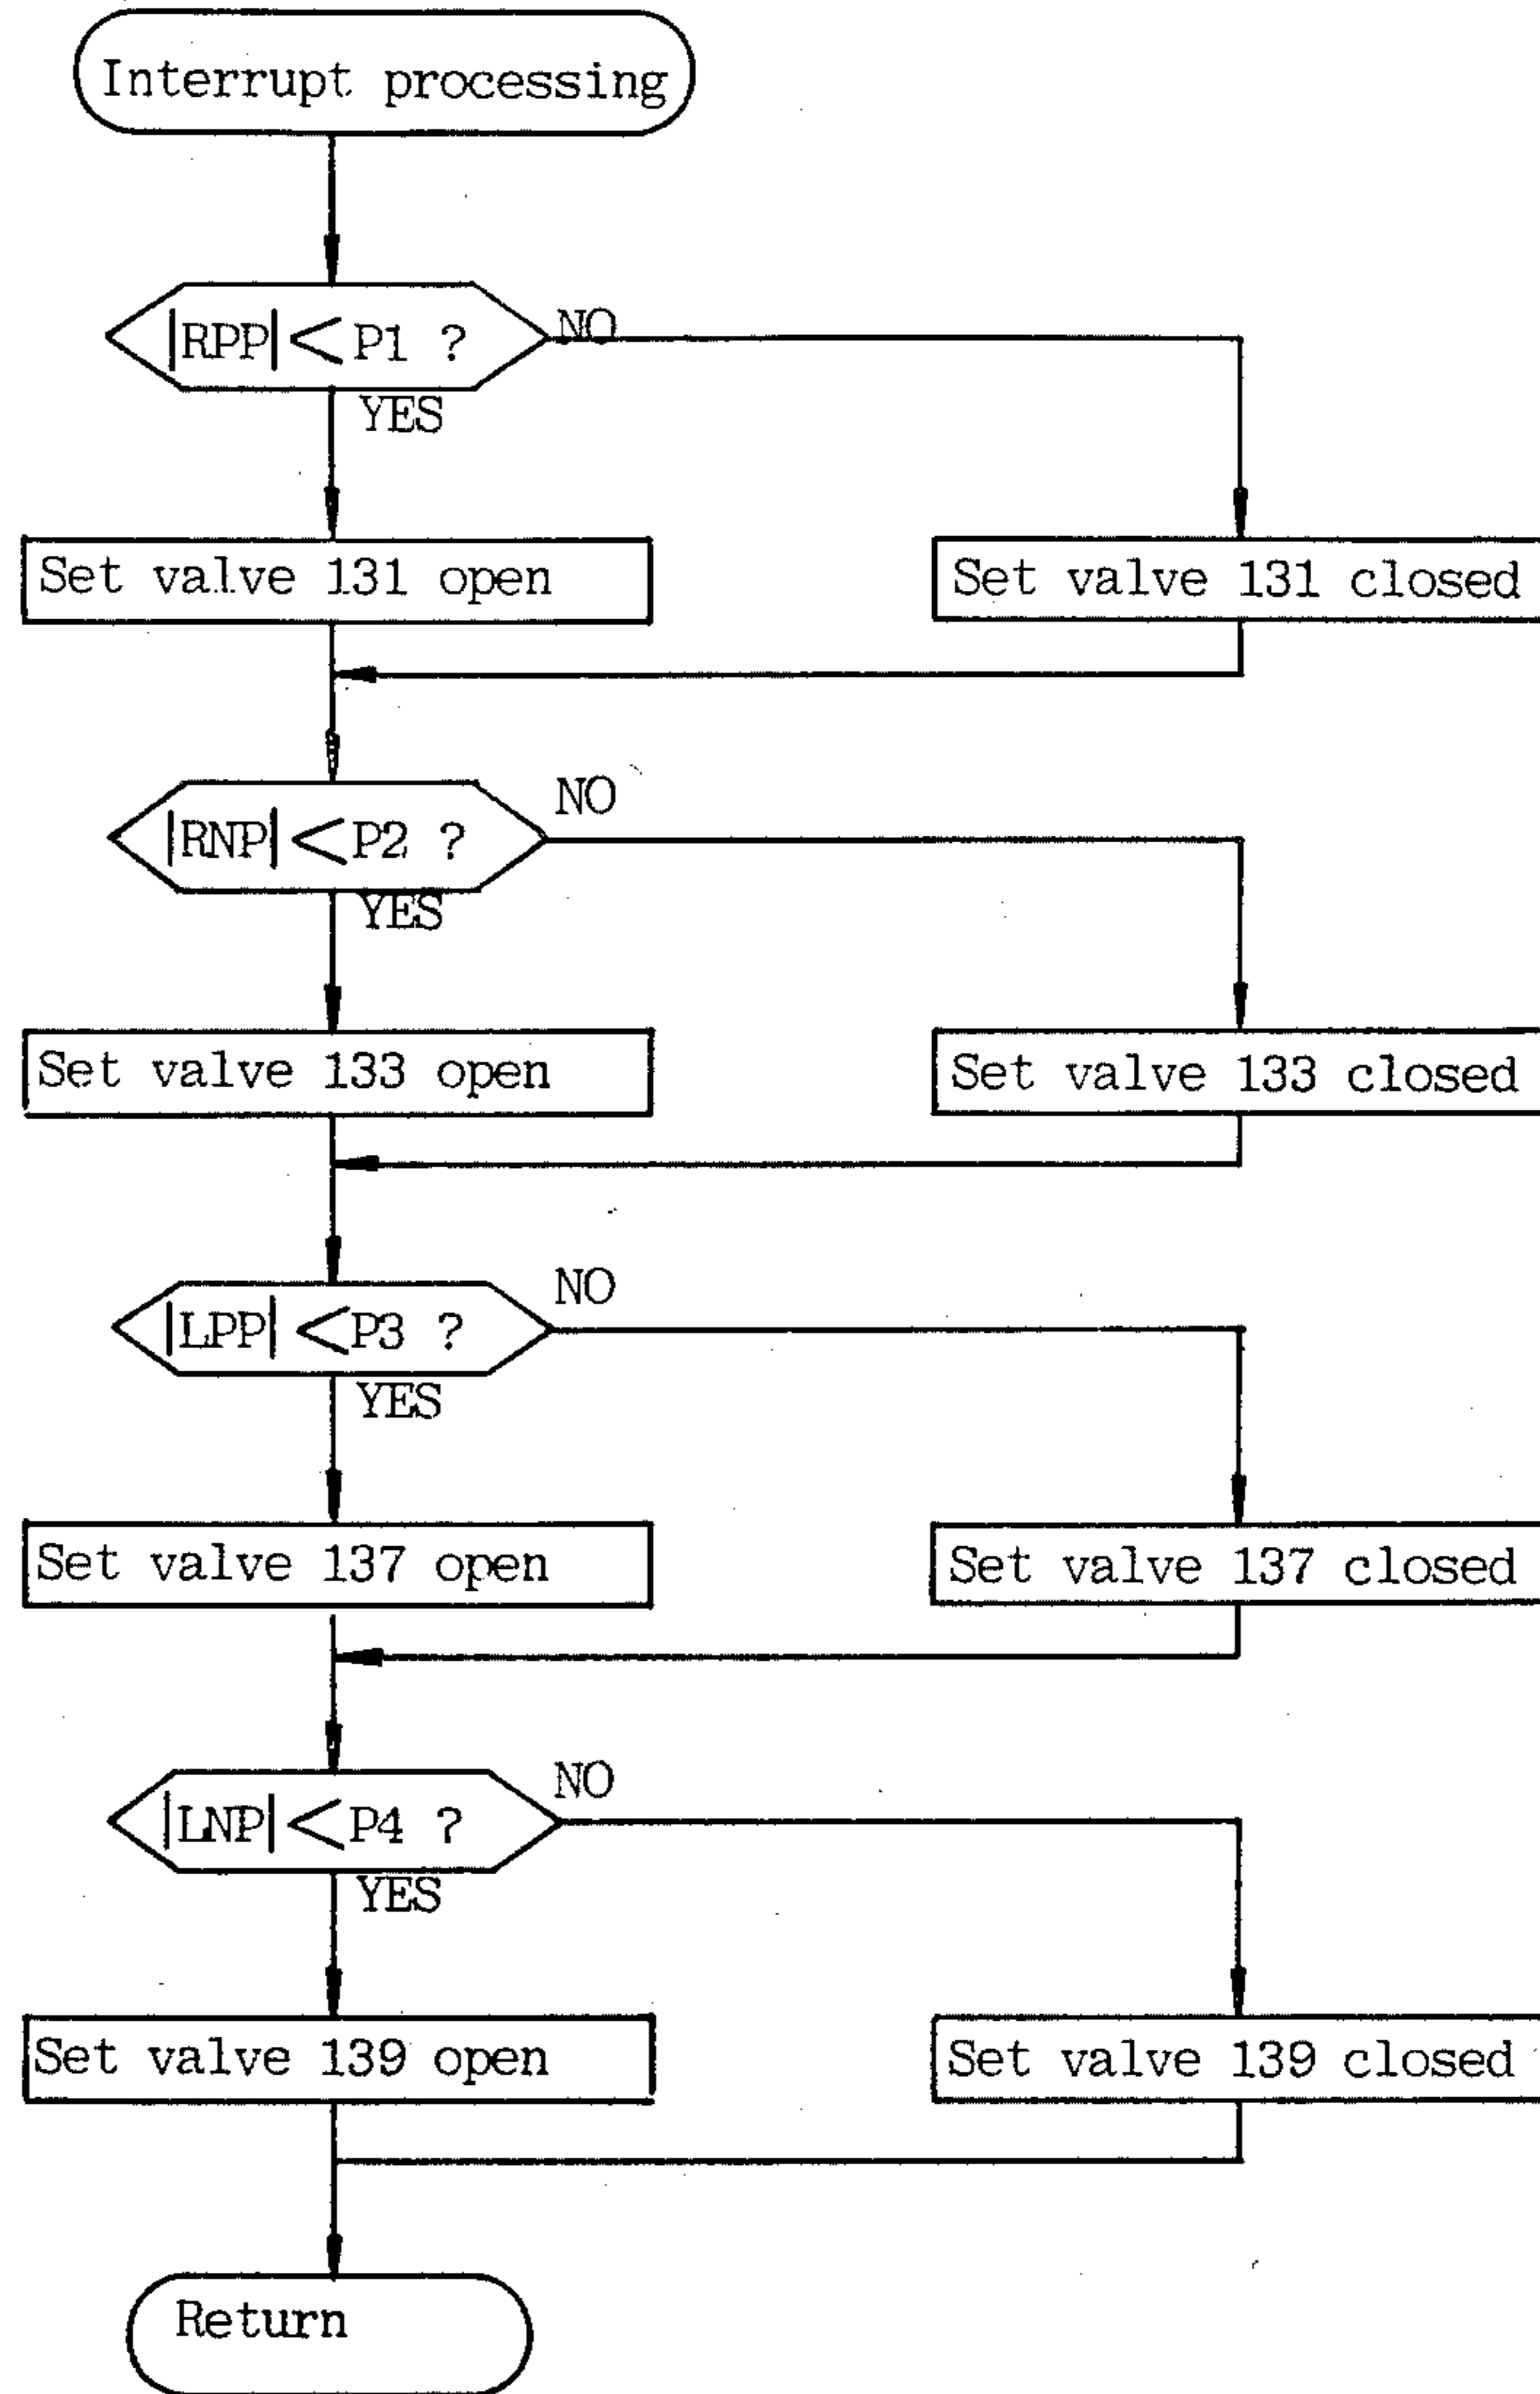 Interrupt processing
|RPP| < P1 ?
NO
YES
Set valve 131 open
Set valve 131 closed
|RNP| < P2 ?
NO
YES
Set valve 133 open
Set valve 133 closed
|LPP| < P3 ?
NO
YES
Set valve 137 open
Set valve 137 closed
|LNP| < P4 ?
NO
YES
Set valve 139 open
Set valve 139 closed
Return